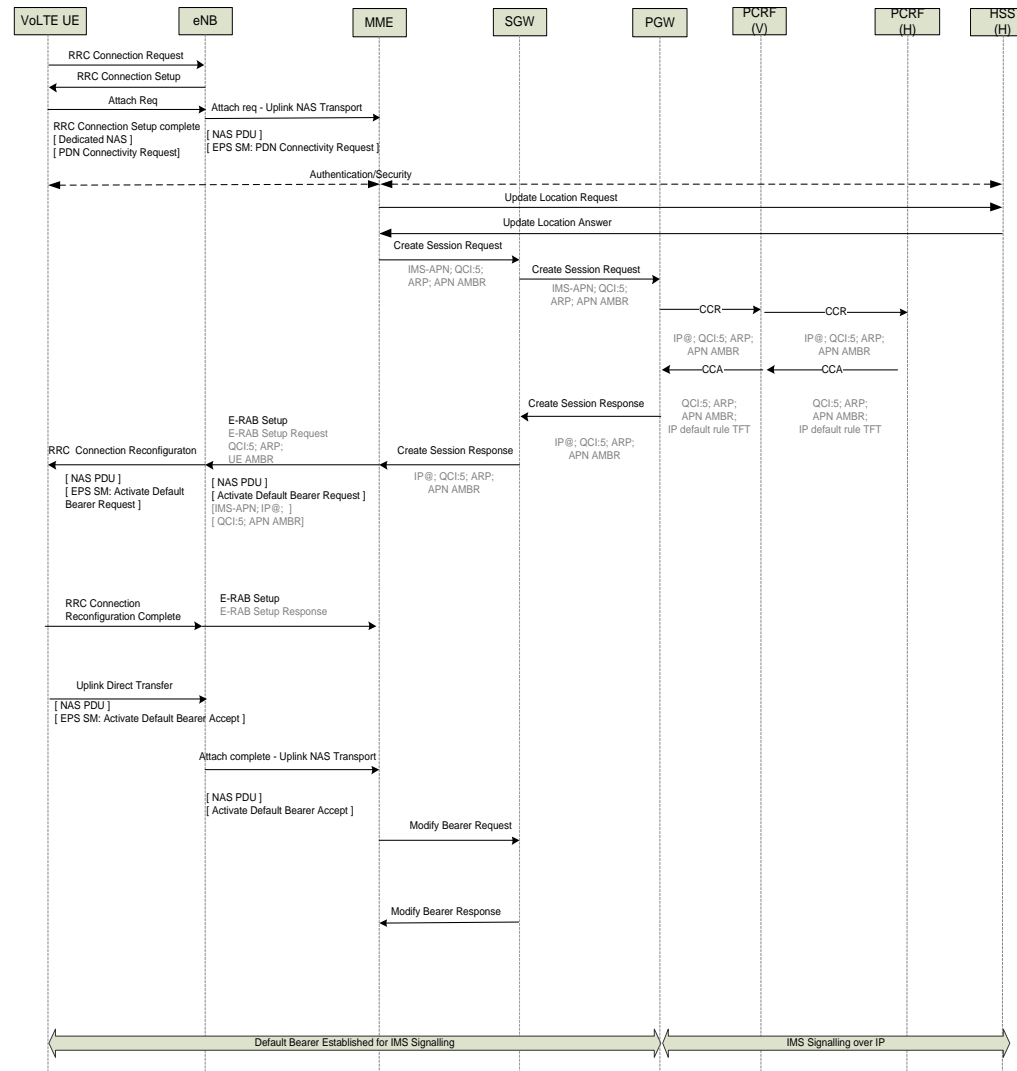 VoLTE UE
eNB
MME
SGW
PGW
PCRF
(V)
PCRF
(H)
HSS
(H)
RRC Connection Request
RRC Connection Setup
Attach Req
Attach req - Uplink NAS Transport
RRC Connection Setup complete
[ Dedicated NAS ]
[ PDN Connectivity Request]
[ NAS PDU ]
[ EPS SM: PDN Connectivity Request ]
Authentication/Security
Update Location Request
Update Location Answer
Create Session Request
IMS-APN; QCI:5;
ARP; APN AMBR
Create Session Request
IMS-APN; QCI:5;
ARP; APN AMBR
CCR
CCR
IP@; QCI:5; ARP;
APN AMBR
IP@; QCI:5; ARP;
APN AMBR
CCA
CCA
QCI:5; ARP;
APN AMBR;
IP default rule TFT
QCI:5; ARP;
APN AMBR;
IP default rule TFT
Create Session Response
IP@; QCI:5; ARP;
APN AMBR
E-RAB Setup
E-RAB Setup Request
QCI:5; ARP;
UE AMBR
RRC  Connection Reconfiguraton
Create Session Response
IP@; QCI:5; ARP;
APN AMBR
[ NAS PDU ]
[ EPS SM: Activate Default
Bearer Request ]
[ NAS PDU ]
[ Activate Default Bearer Request ]
[IMS-APN; IP@;  ]
[ QCI:5; APN AMBR]
RRC Connection
Reconfiguration Complete
E-RAB Setup
E-RAB Setup Response
Uplink Direct Transfer
[ NAS PDU ]
[ EPS SM: Activate Default Bearer Accept ]
Attach complete - Uplink NAS Transport
[ NAS PDU ]
[ Activate Default Bearer Accept ]
Modify Bearer Request
Modify Bearer Response
Default Bearer Established for IMS Signalling
IMS Signalling over IP